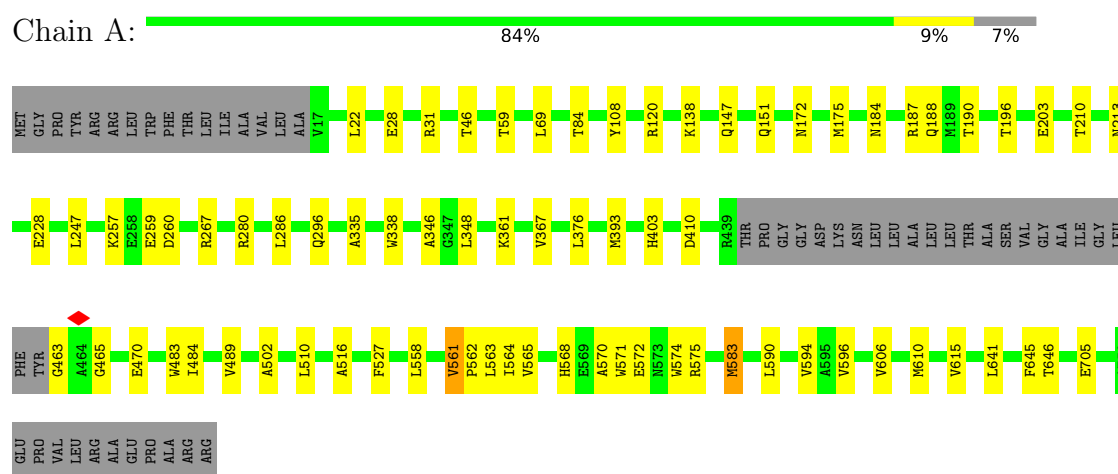 Chain A:
84% 9% 7%
MET GLY PRO TYR ARG ARG LEU TRP PHE THR LEU ILE ALA VAL LEU ALA V17 L22 E28 R31 T46 T59 L69 T84 Y108 R120 K138 Q147 Q151 N172 M175 N184 R187 Q188 M189 T190 T196 E203 T210 N213
E228 L247 K257 E258 E259 D260 R267 R280 L286 Q296 A335 W338 A346 G347 L348 K361 V367 L376 M393 H403 D410 R439 THR PRO GLY GLY ASP LYS ASN LEU LEU ALA LEU LEU THR ALA SER VAL GLY ALA ILE GLY LEU
PHE TYR G463 A464 G465 E470 W483 I484 V489 A502 L510 A516 F527 L558 V561 P562 L563 I564 V565 H568 E569 A570 W571 E572 N573 W574 R575 M583 L590 V594 A595 V596 V606 M610 V615 L641 F645 T646 E705
GLU PRO VAL LEU ARG ALA GLU PRO ALA ARG ARG